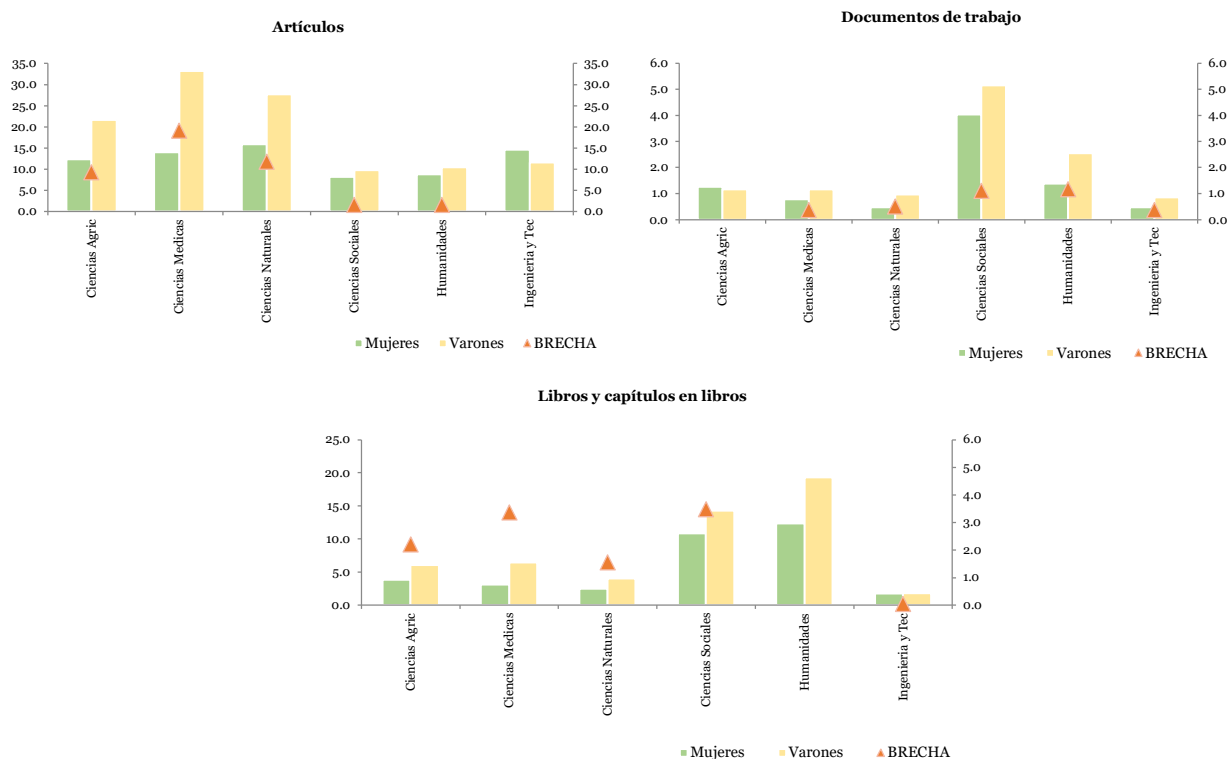 Artículos
35.0
30.0
25.0
20.0
15.0
10.0
5.0
0.0
35.0
30.0
25.0
20.0
15.0
10.0
5.0
0.0
Ciencias Agric
Ciencias Medicas
Ciencias Naturales
Ciencias Sociales
Humanidades
Ingenieria y Tec
Mujeres Varones BRECHA
Documentos de trabajo
6.0
5.0
4.0
3.0
2.0
1.0
0.0
6.0
5.0
4.0
3.0
2.0
1.0
0.0
Ciencias Agric
Ciencias Medicas
Ciencias Naturales
Ciencias Sociales
Humanidades
Ingenieria y Tec
Mujeres Varones BRECHA
Libros y capítulos en libros
25.0
20.0
15.0
10.0
5.0
0.0
6.0
5.0
4.0
3.0
2.0
1.0
0.0
Ciencias Agric
Ciencias Medicas
Ciencias Naturales
Ciencias Sociales
Humanidades
Ingenieria y Tec
Mujeres Varones BRECHA